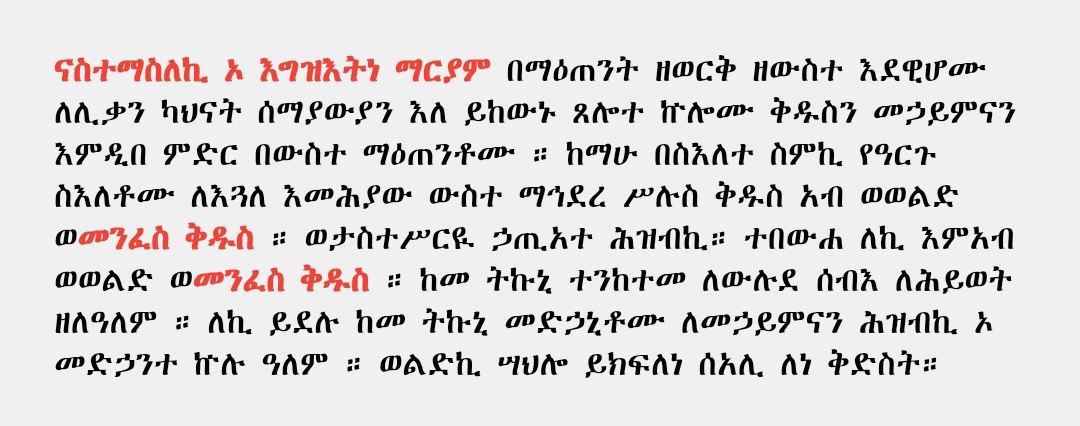 ናስተማስለኪ ኦ እግዝእትነ ማርያም በማዕጠንት ዘወርቅ ዘውስተ እደዊሆሙ
ለሊቃን ካህናት ሰማያውያን እለ ይከውኑ ጸሎተ ኵሎሙ ቅዱስን መኃይምናን
እምዲበ ምድር በውስተ ማዕጠንቶሙ ። ከማሁ በስእለተ ስምኪ የዓርጉ
ስእለቶሙ ለእጓለ እመሕያው ውስተ ማኅደረ ሥሉስ ቅዱስ አብ ወወልድ
ወመንፈስ ቅዱስ ። ወታስተሥርዪ ኃጢአተ ሕዝብኪ። ተበውሐ ለኪ እምአብ
ወወልድ ወመንፈስ ቅዱስ ። ከመ ትኩኒ ተንከተመ ለውሉደ ሰብእ ለሕይወት
ዘለዓለም ። ለኪ ይደሉ ከመ ትኩኒ መድኃኒቶሙ ለመኃይምናን ሕዝብኪ ኦ
መድኃንተ ኵሉ ዓለም ። ወልድኪ ሣህሎ ይክፍለነ ሰአሊ ለነ ቅድስት።